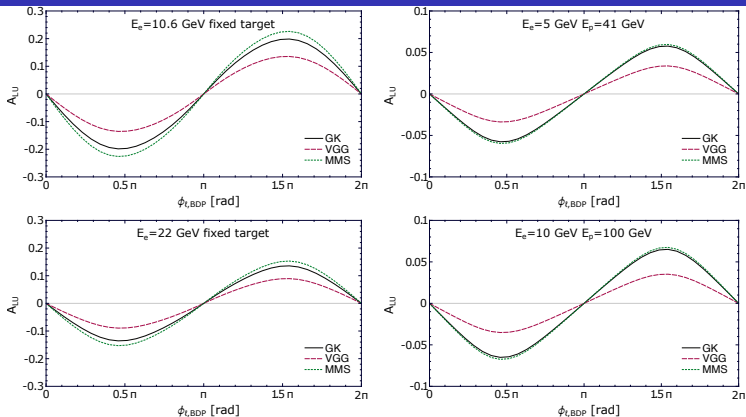 E_e=10.6 GeV fixed target
0.3
0.2
0.1
0
-0.1
-0.2
-0.3
A_LU
GK
VGG
MMS
0
0.5π
π
1.5π
2π
ϕ_ℓ,BDP [rad]
E_e=5 GeV E_p=41 GeV
0.1
0.05
0
-0.05
-0.1
A_LU
GK
VGG
MMS
0
0.5π
π
1.5π
2π
ϕ_ℓ,BDP [rad]
E_e=22 GeV fixed target
0.3
0.2
0.1
0
-0.1
-0.2
-0.3
A_LU
GK
VGG
MMS
0
0.5π
π
1.5π
2π
ϕ_ℓ,BDP [rad]
E_e=10 GeV E_p=100 GeV
0.1
0.05
0
-0.05
-0.1
A_LU
GK
VGG
MMS
0
0.5π
π
1.5π
2π
ϕ_ℓ,BDP [rad]